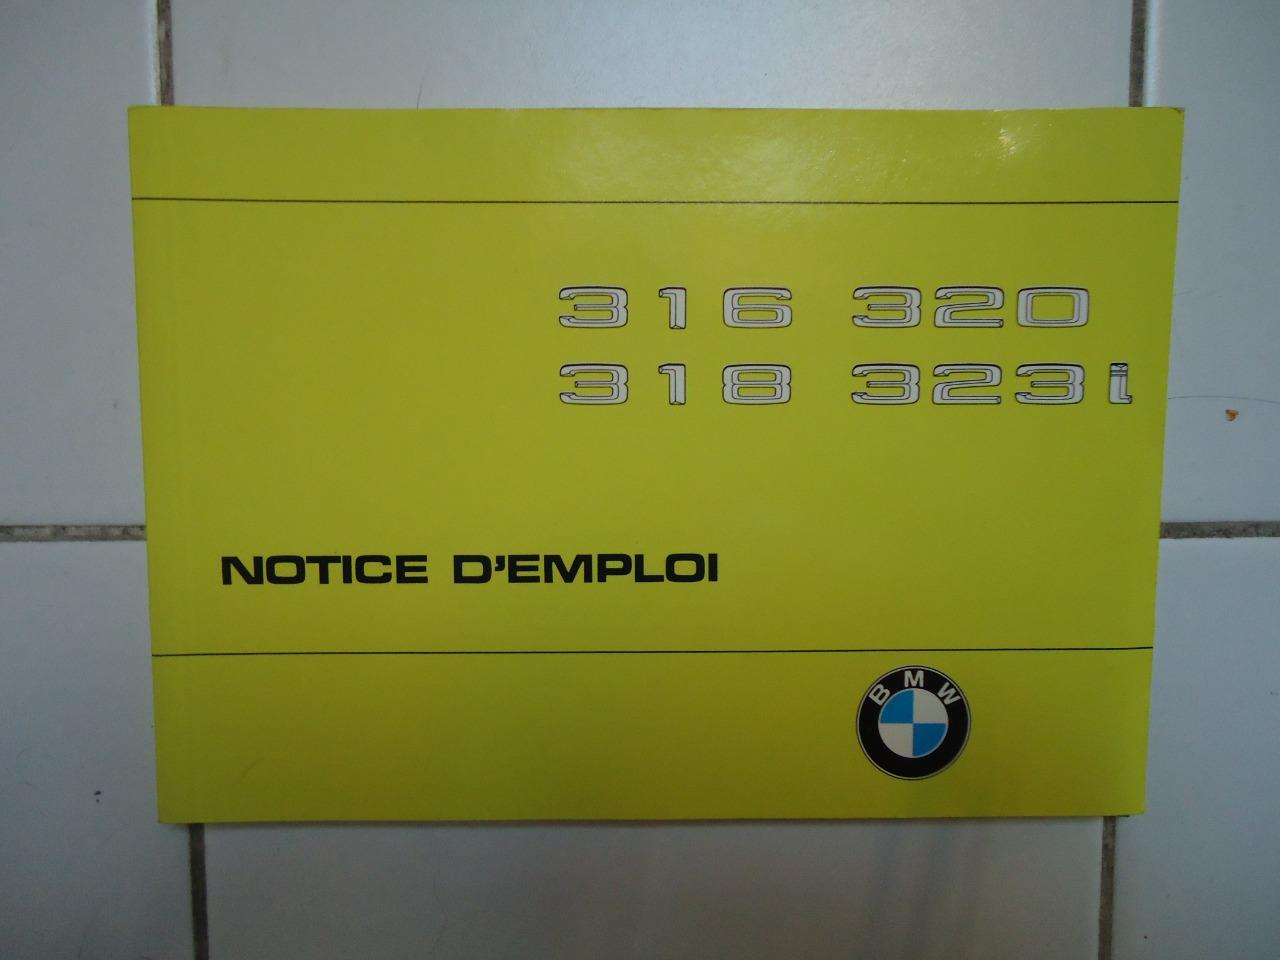 316 320
318 323i
NOTICE D'EMPLOI
BMW